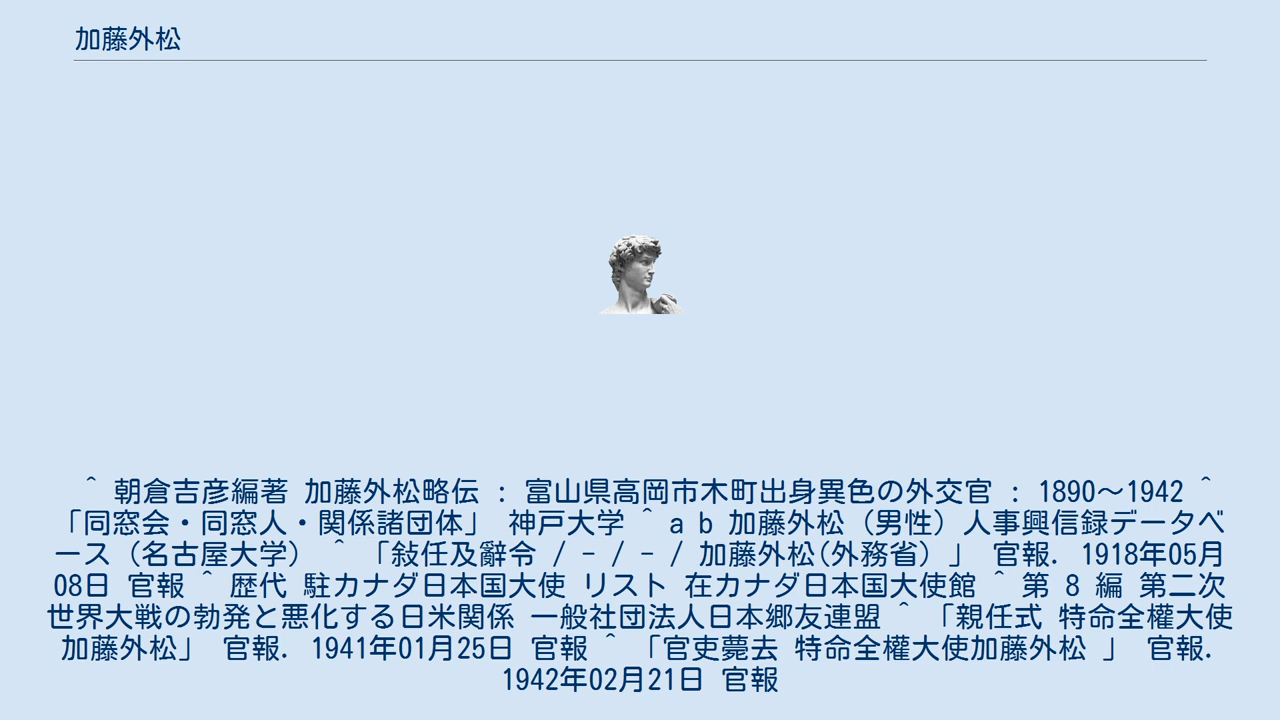 加藤外松
^ 朝倉吉彦編著 加藤外松略伝 : 富山県高岡市木町出身異色の外交官 : 1890〜1942 ^
「同窓会・同窓人・関係諸団体」 神戸大学 ^ a b 加藤外松 (男性) 人事興信録データベ
ース (名古屋大学) ^ 「敍任及辭令 / - / - / 加藤外松(外務省) 」 官報. 1918年05月
08日 官報 ^ 歴代 駐カナダ日本国大使 リスト 在カナダ日本国大使館 ^ 第 8 編 第二次
世界大戦の勃発と悪化する日米関係 一般社団法人日本郷友連盟 ^ 「親任式 特命全權大使
加藤外松」 官報. 1941年01月25日 官報 ^ 「官吏薨去 特命全權大使加藤外松 」 官報.
1942年02月21日 官報